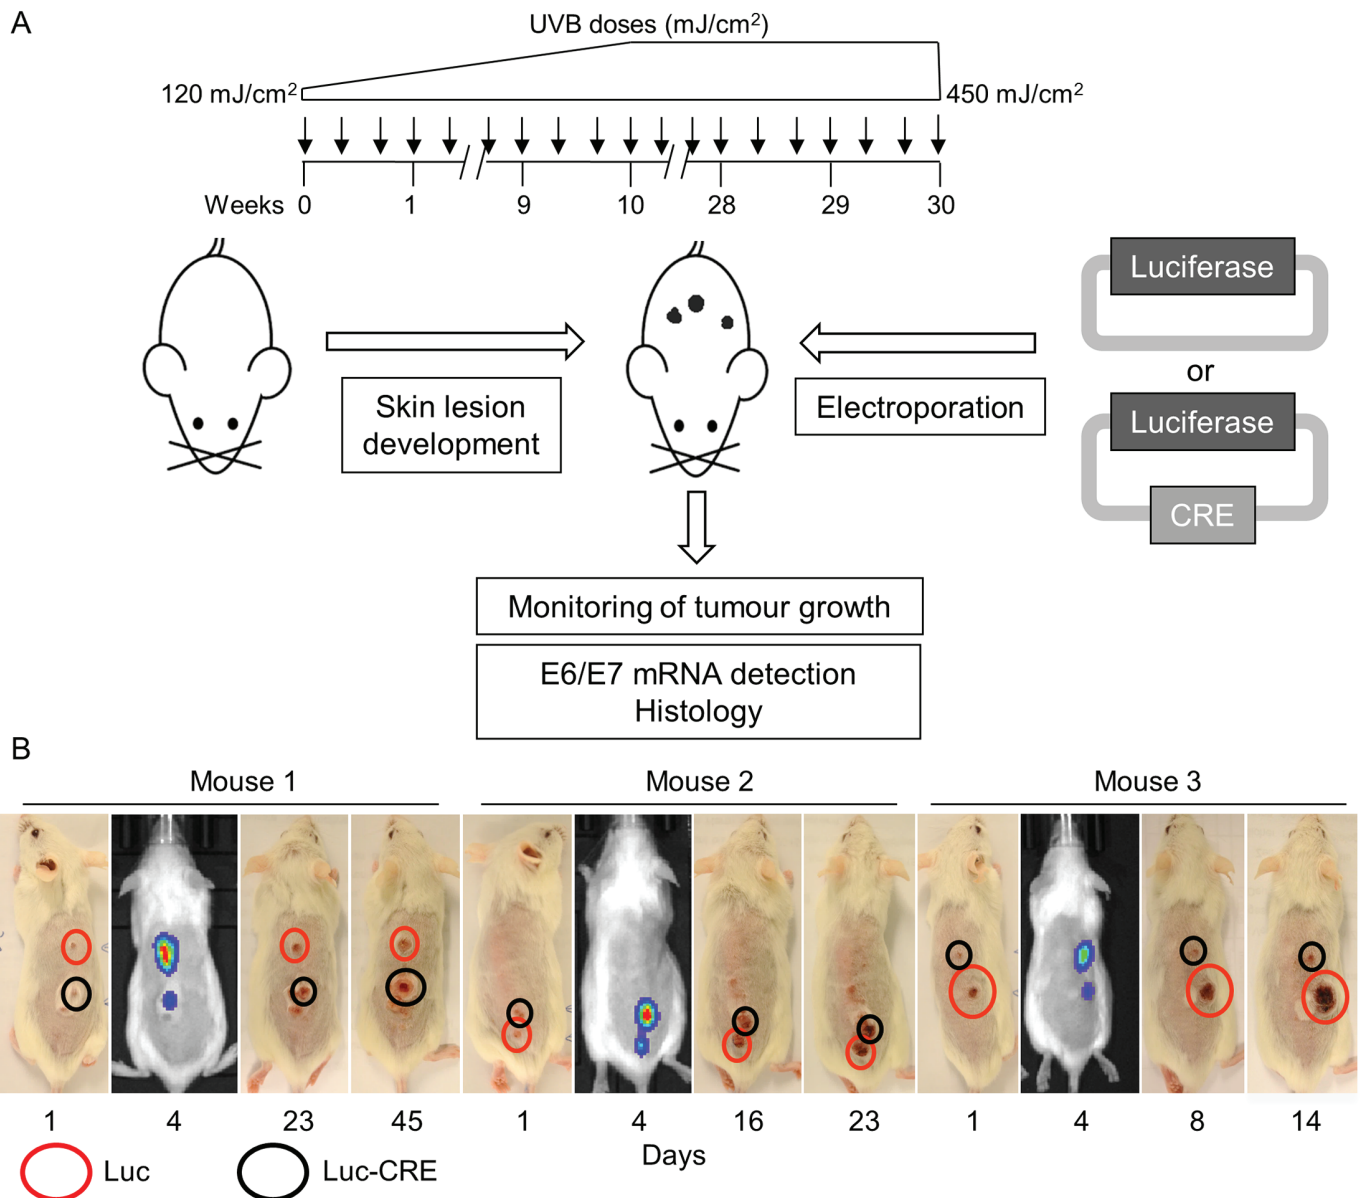 A
UVB doses (mJ/cm²)
120 mJ/cm²
450 mJ/cm²
Weeks 0 1 9 10 28 29 30
Luciferase
or
Luciferase
CRE
Skin lesion
development
Electroporation
Monitoring of tumour growth
E6/E7 mRNA detection
Histology
B
Mouse 1 Mouse 2 Mouse 3
1 4 23 45 1 4 16 23 1 4 8 14
Days
Luc Luc-CRE